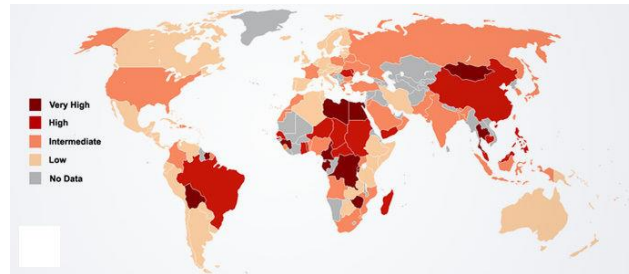 Very High
High
Intermediate
Low
No Data